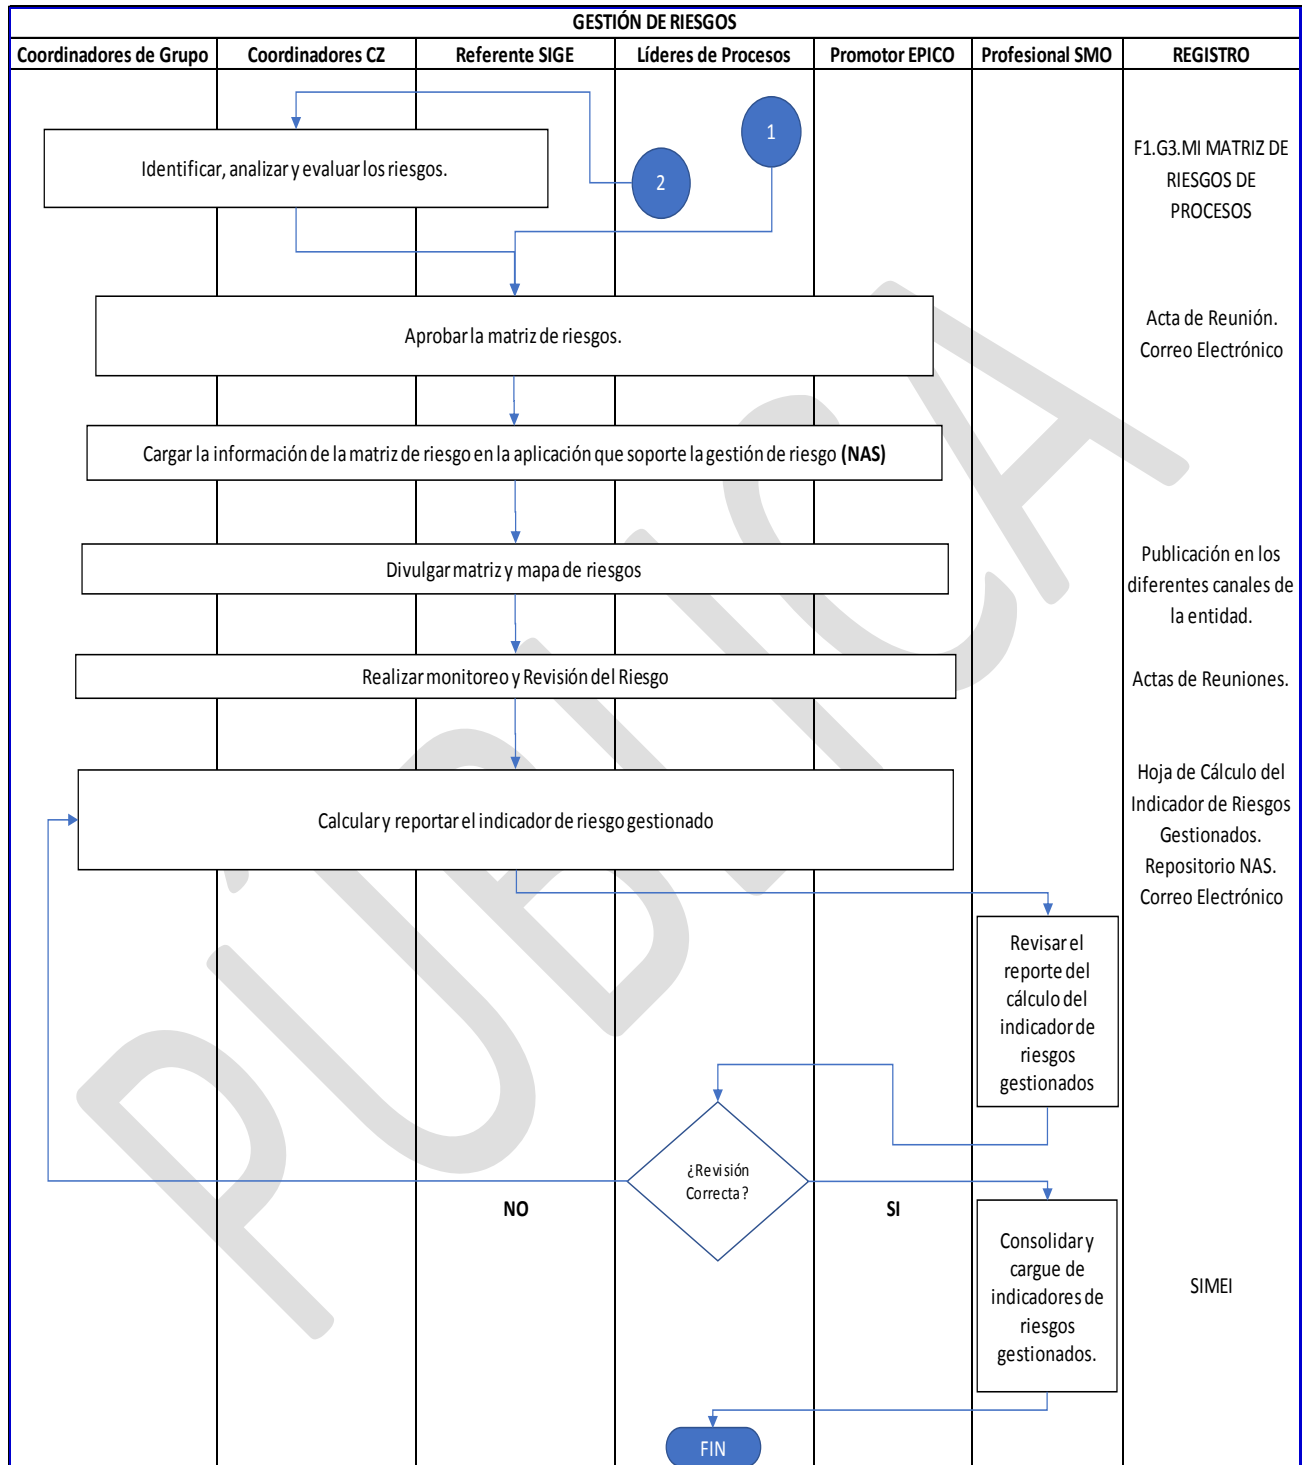 GESTIÓN DE RIESGOS
Coordinadores de Grupo
Coordinadores CZ
Referente SIGE
Líderes de Procesos
Promotor EPICO
Profesional SMO
REGISTRO
1
2
Identificar, analizar y evaluar los riesgos.
F1.G3.MI MATRIZ DE
RIESGOS DE
PROCESOS
Aprobar la matriz de riesgos.
Acta de Reunión.
Correo Electrónico
Cargar la información de la matriz de riesgo en la aplicación que soporte la gestión de riesgo (NAS)
Divulgar matriz y mapa de riesgos
Publicación en los
diferentes canales de
la entidad.
Realizar monitoreo y Revisión del Riesgo
Actas de Reuniones.
Calcular y reportar el indicador de riesgo gestionado
Hoja de Cálculo del
Indicador de Riesgos
Gestionados.
Repositorio NAS.
Correo Electrónico
Revisar el
reporte del
cálculo del
indicador de
riesgos
gestionados
¿Revisión
Correcta?
NO
SI
Consolidar y
cargue de
indicadores de
riesgos
gestionados.
SIMEI
FIN
PÚBLICA